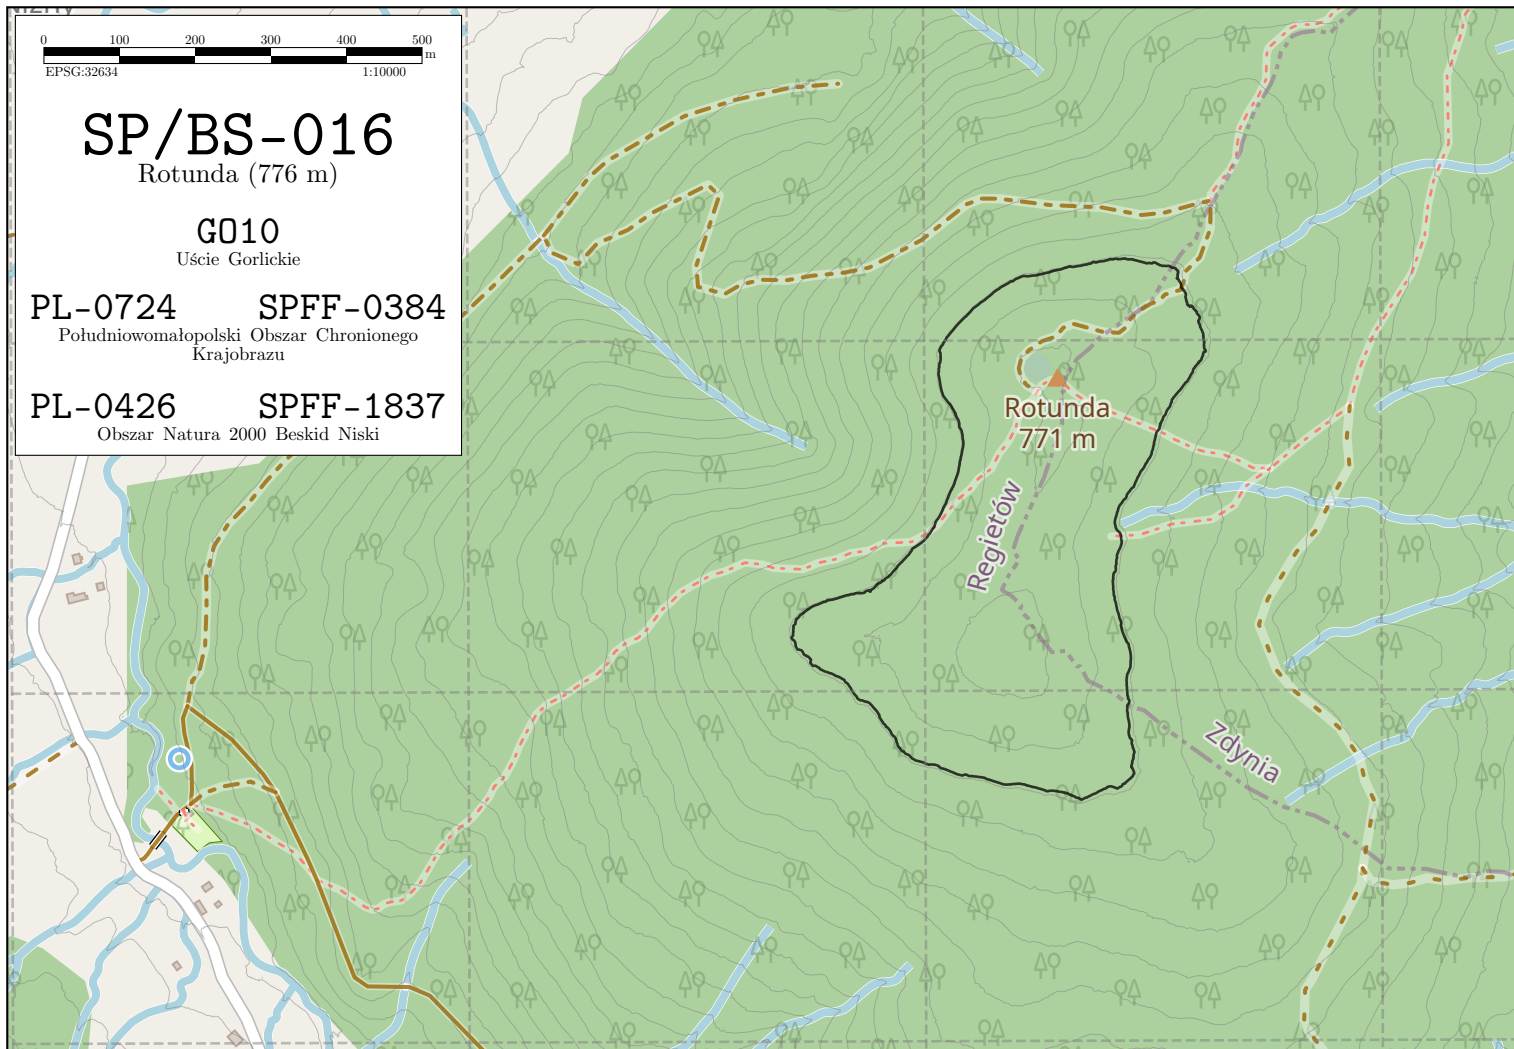 0 100 200 300 400 500
m
EPSG:32634 1:10000
SP/BS-016
Rotunda (776 m)
GO10
Uście Gorlickie
PL-0724 SPFF-0384
Południowomałopolski Obszar Chronionego
Krajobrazu
PL-0426 SPFF-1837
Obszar Natura 2000 Beskid Niski
Rotunda
771 m
Regietów
Zdynia